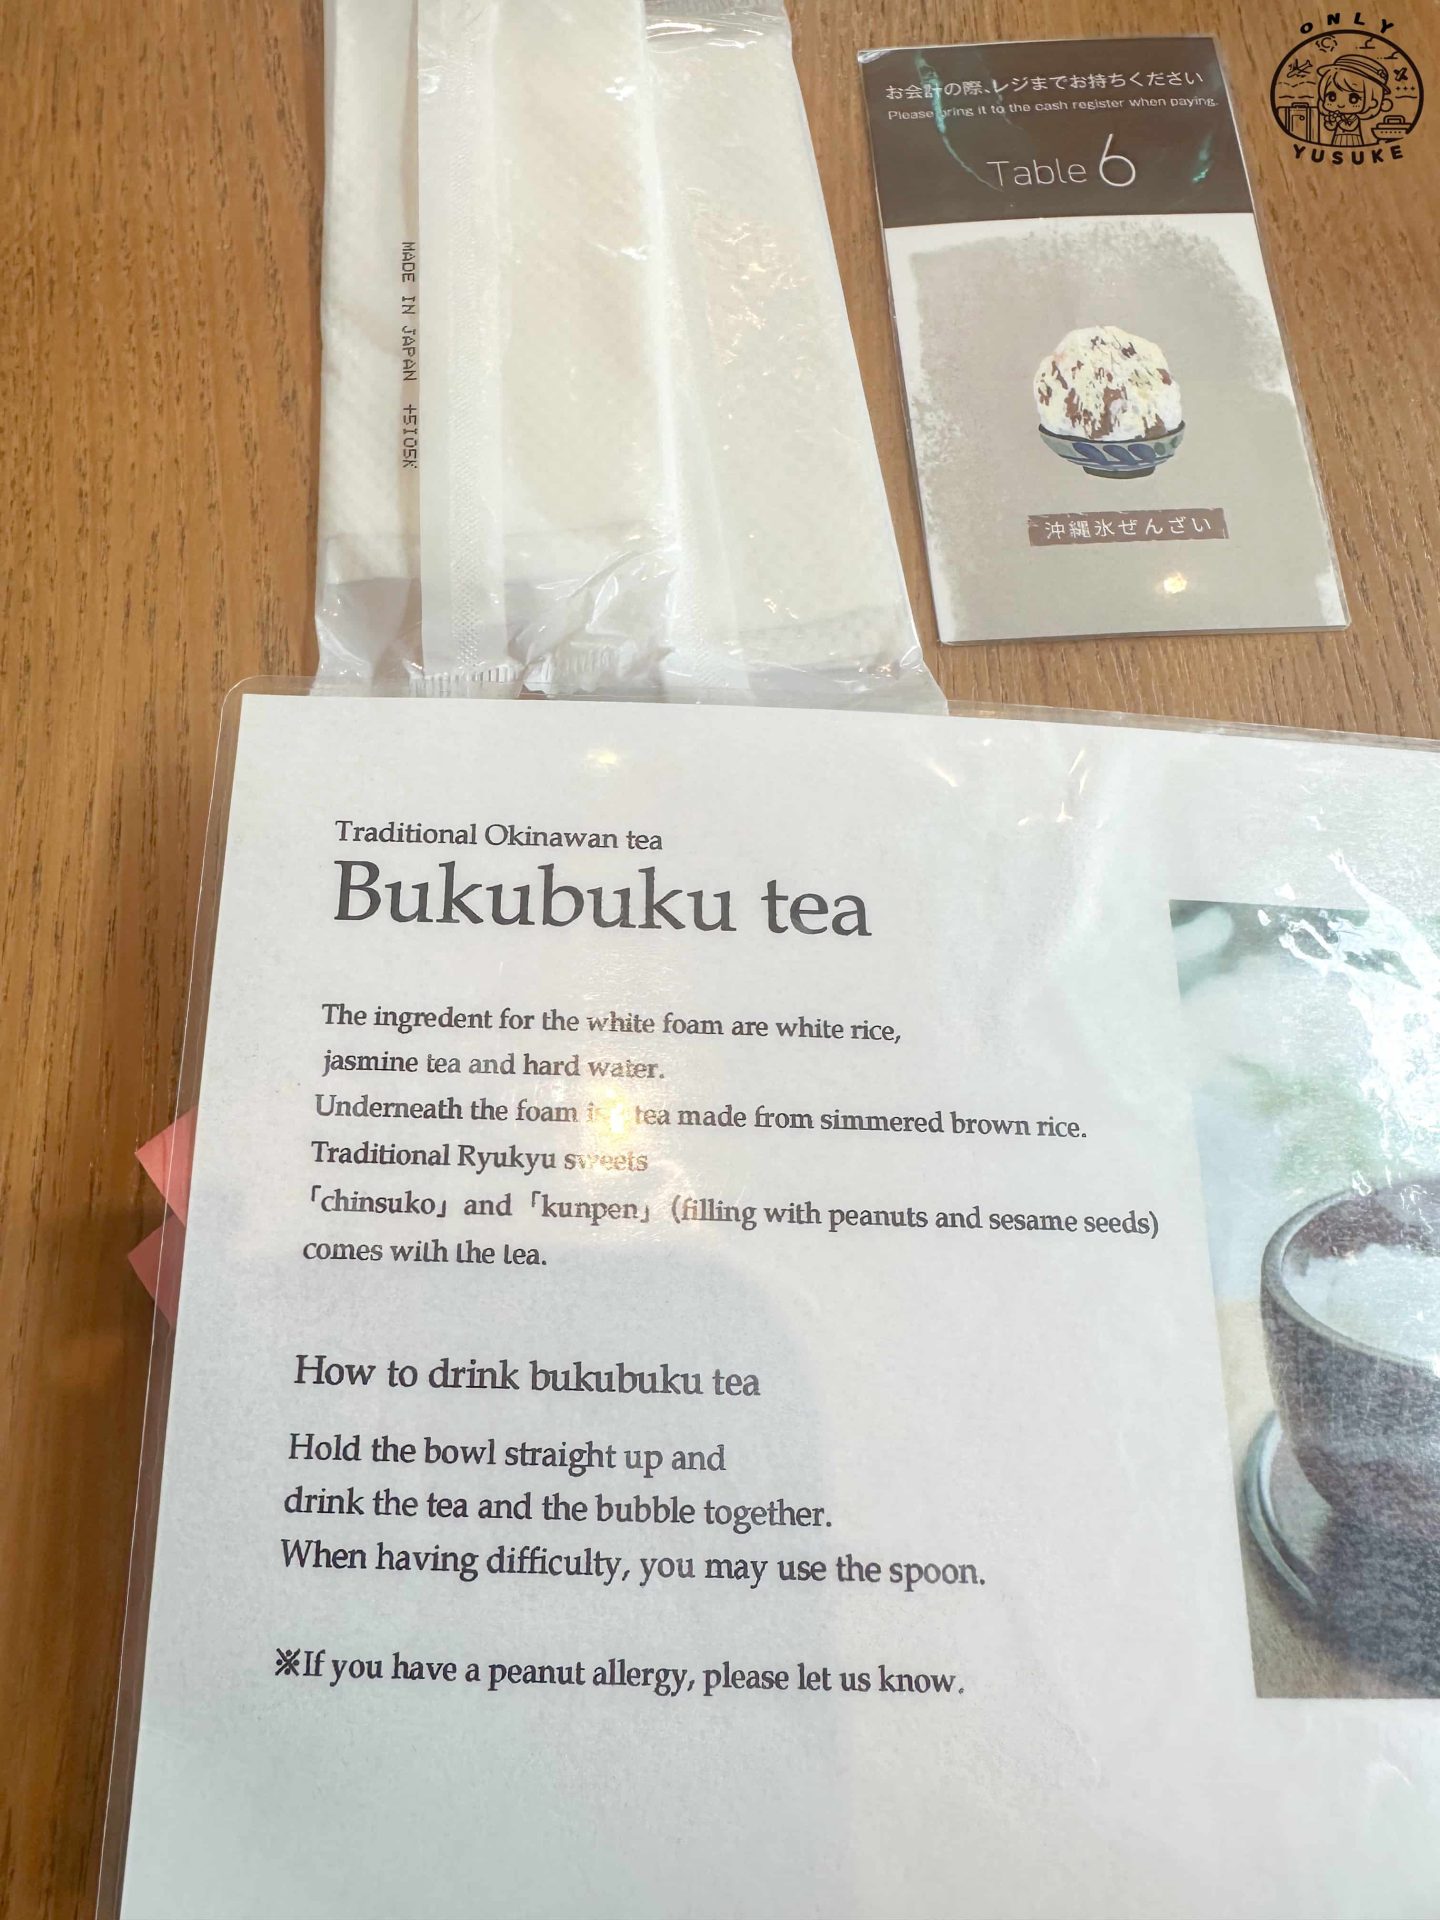 ONLY
YUSUKE
お会計の際、レジまでお持ちください
Please bring it to the cash register when paying.
Table 6
沖縄氷ぜんざい
MADE IN JAPAN +SIOSK
Traditional Okinawan tea
Bukubuku tea
The ingredent for the white foam are white rice,
jasmine tea and hard water.
Underneath the foam is tea made from simmered brown rice.
Traditional Ryukyu sweets
「chinsuko」 and 「kunpen」 (filling with peanuts and sesame seeds)
comes with the tea.
How to drink bukubuku tea
Hold the bowl straight up and
drink the tea and the bubble together.
When having difficulty, you may use the spoon.
※If you have a peanut allergy, please let us know.